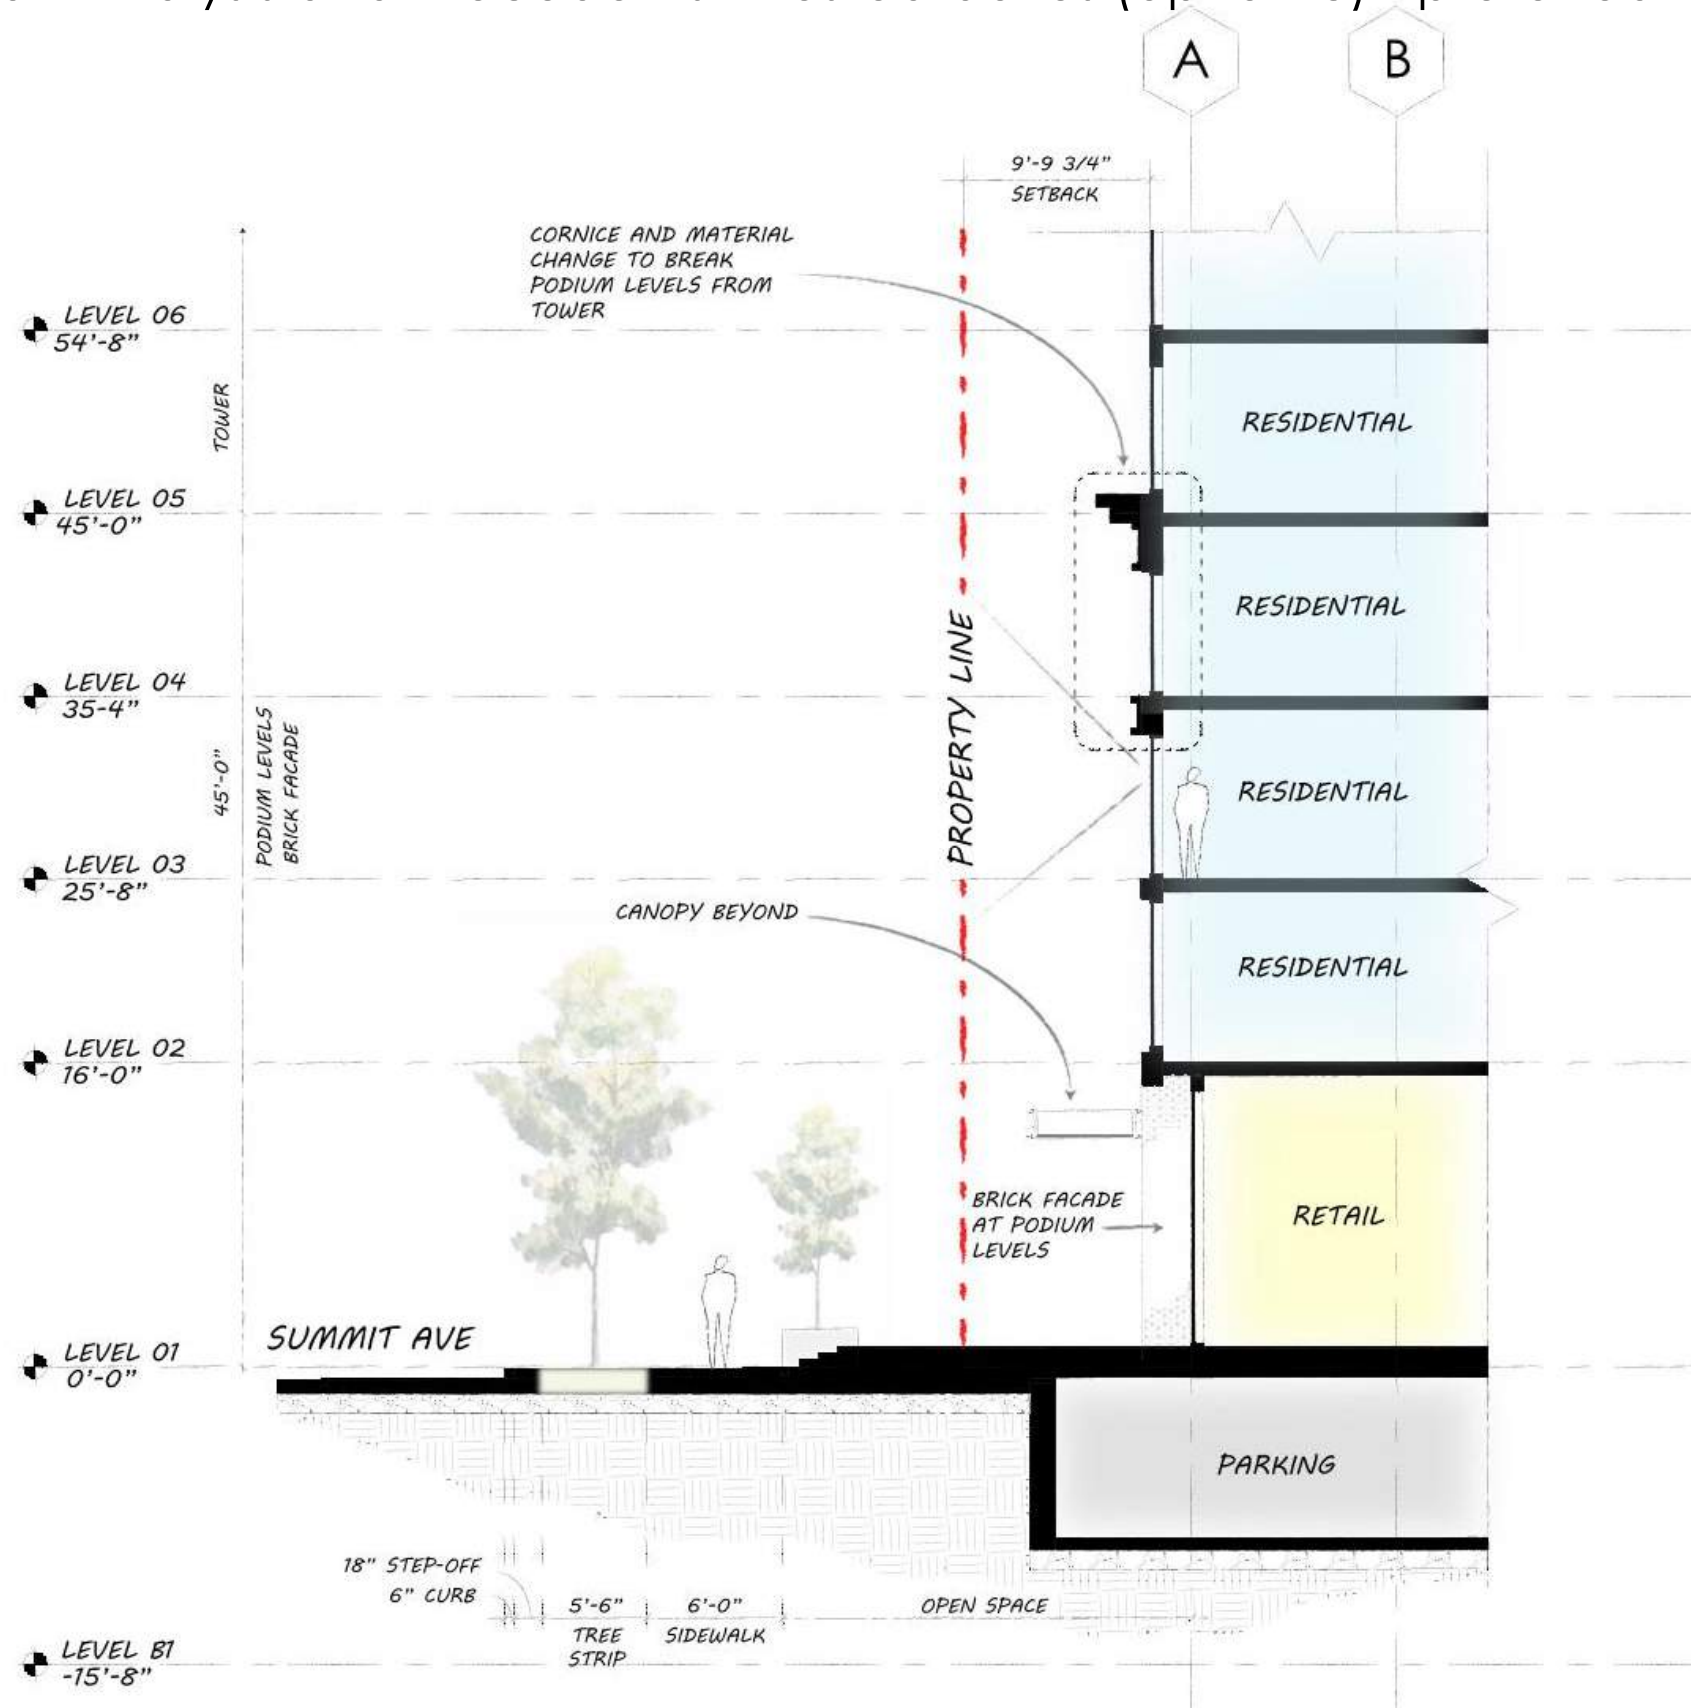 A
B
9'-9 3/4"
SETBACK
CORNICE AND MATERIAL
CHANGE TO BREAK
PODIUM LEVELS FROM
TOWER
LEVEL 06
54'-8"
TOWER
RESIDENTIAL
LEVEL 05
45'-0"
RESIDENTIAL
PROPERTY LINE
LEVEL 04
35-4"
45'-0"
PODIUM LEVELS
BRICK FACADE
RESIDENTIAL
LEVEL 03
25'-8"
CANOPY BEYOND
RESIDENTIAL
LEVEL 02
16'-0"
BRICK FACADE
AT PODIUM
LEVELS
RETAIL
SUMMIT AVE
LEVEL 01
0'-0"
PARKING
18" STEP-OFF
6" CURB
5'-6"
TREE
STRIP
6'-0"
SIDEWALK
OPEN SPACE
LEVEL B1
-15'-8"